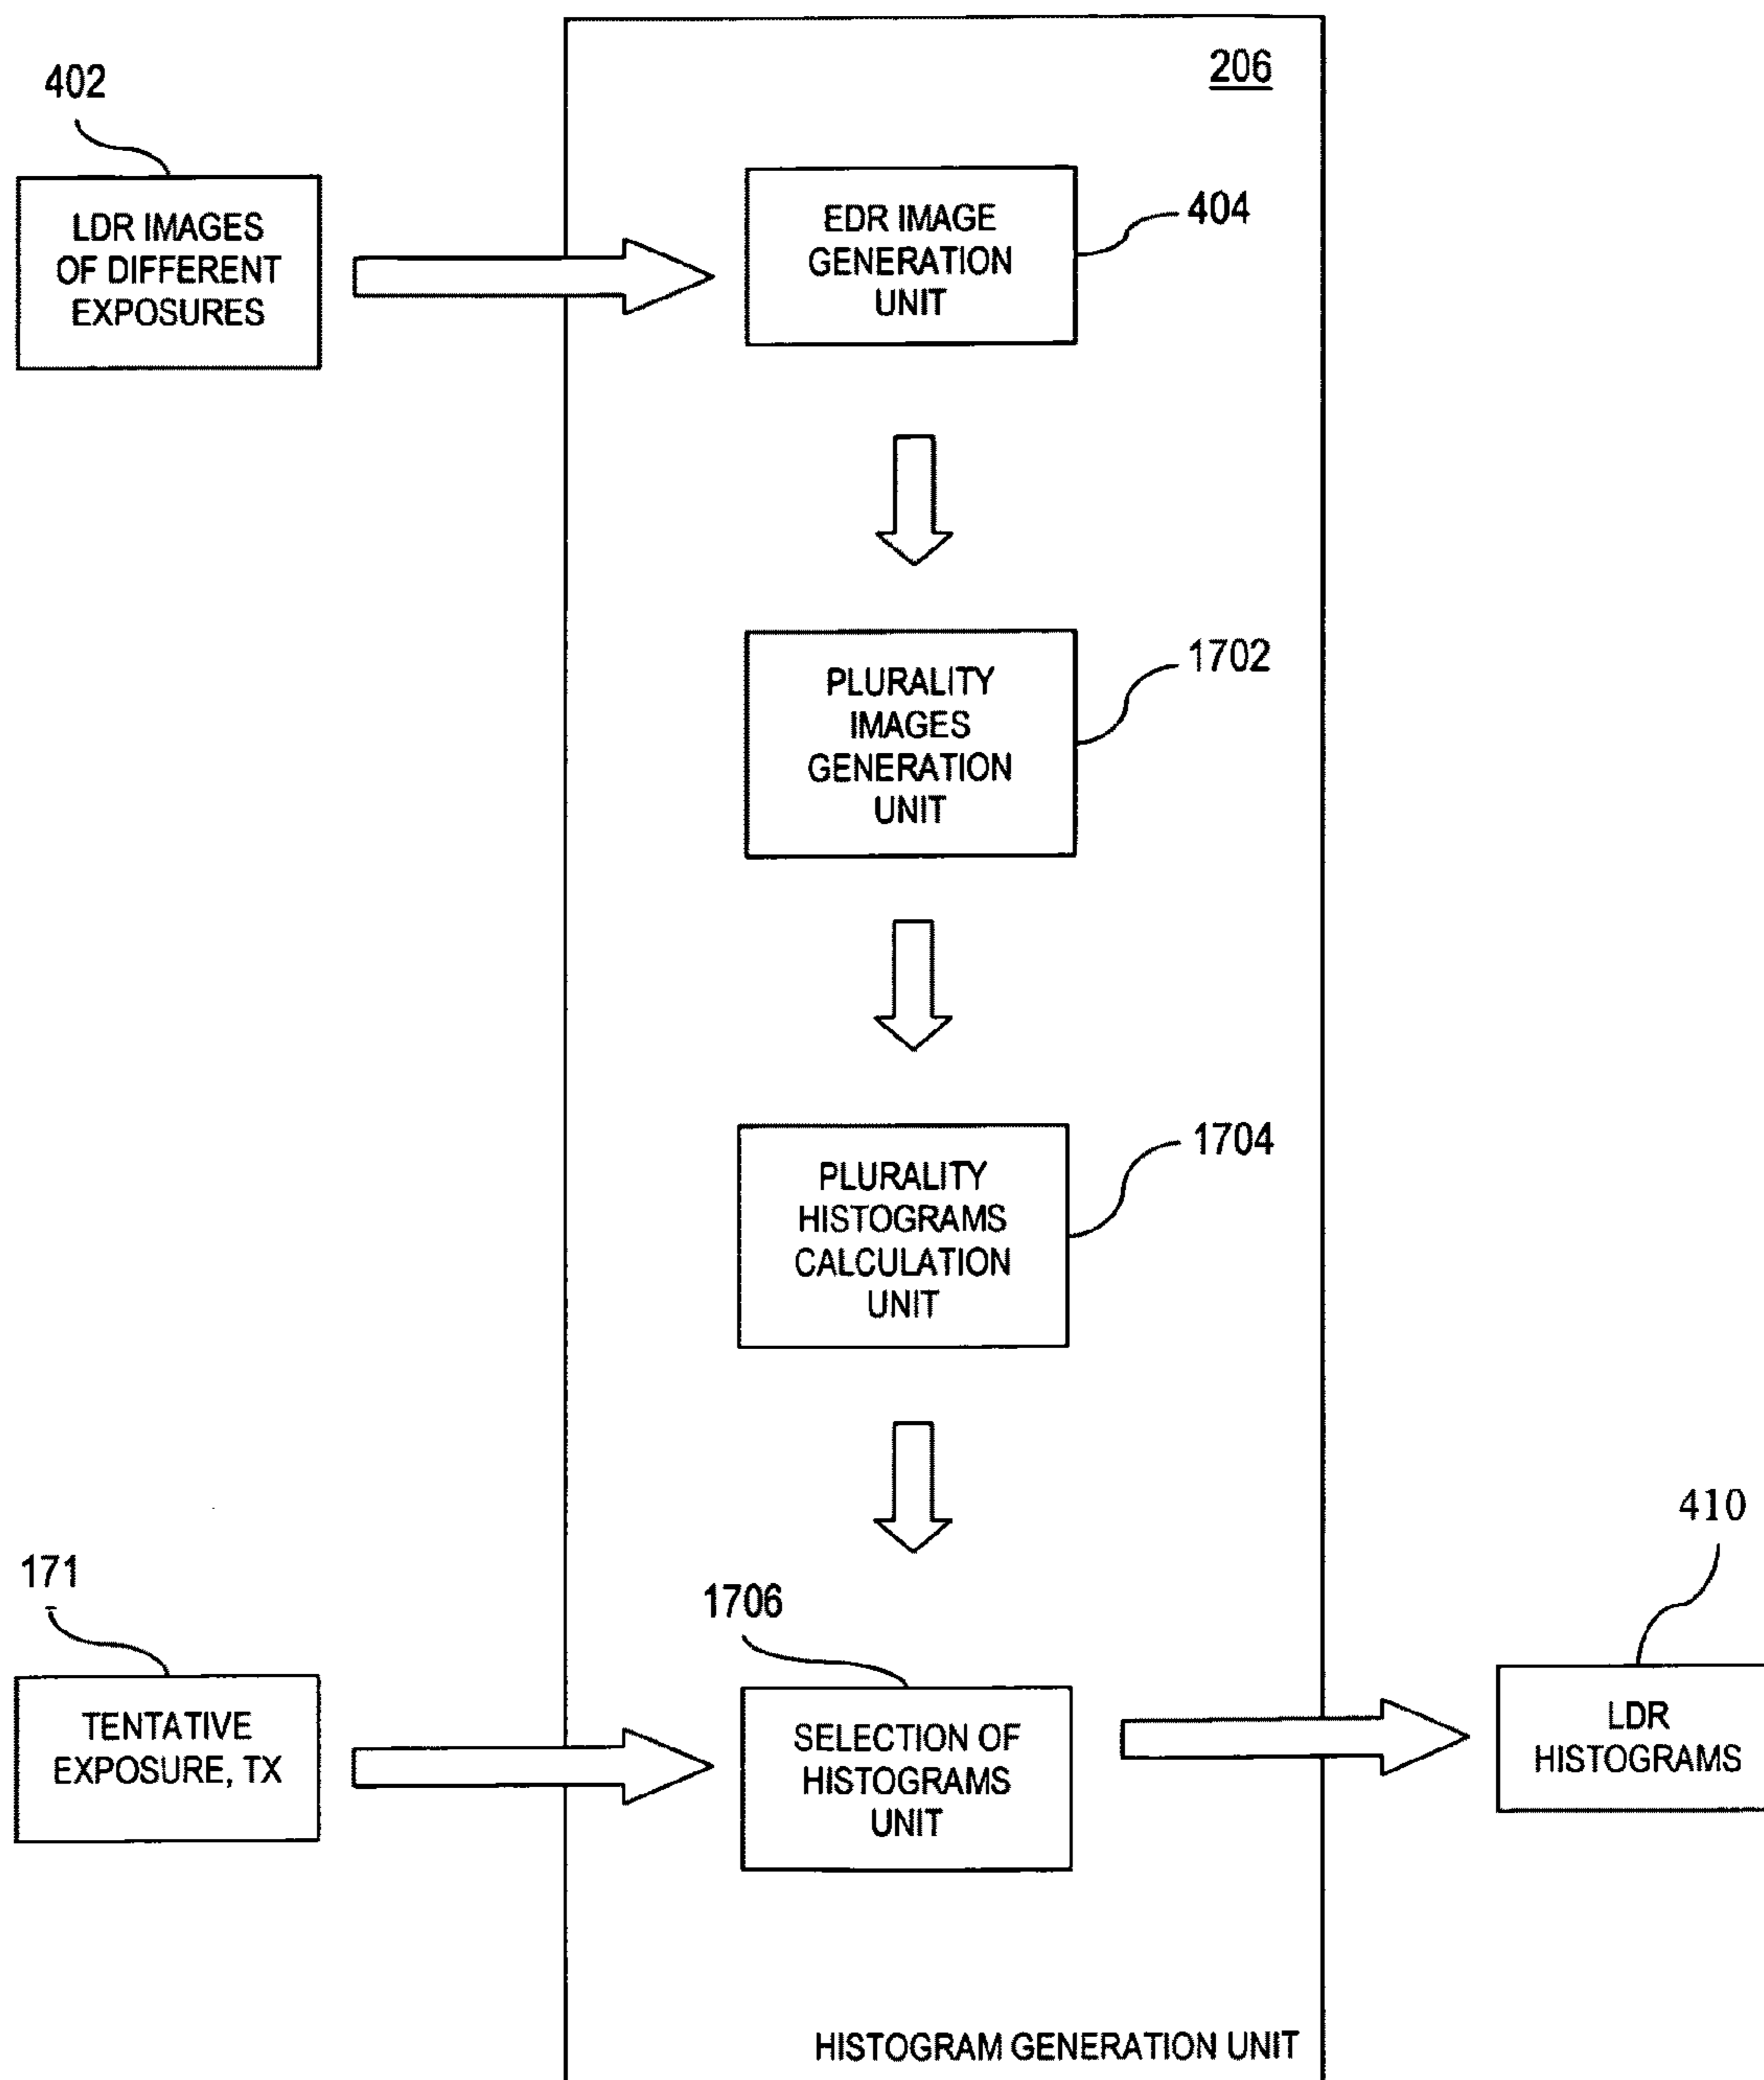 206
402
LDR IMAGES
OF DIFFERENT
EXPOSURES
EDR IMAGE
GENERATION
UNIT
404
PLURALITY
IMAGES
GENERATION
UNIT
1702
PLURALITY
HISTOGRAMS
CALCULATION
UNIT
1704
171
TENTATIVE
EXPOSURE, TX
1706
SELECTION OF
HISTOGRAMS
UNIT
410
LDR
HISTOGRAMS
HISTOGRAM GENERATION UNIT